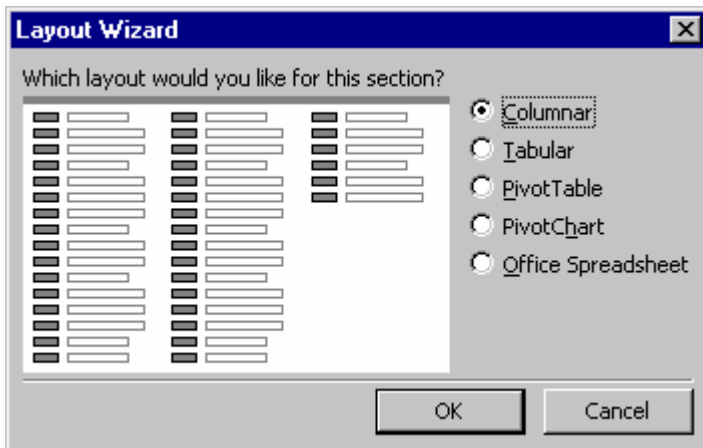 Layout Wizard
Which layout would you like for this section?
Columnar
Tabular
PivotTable
PivotChart
Office Spreadsheet
OK
Cancel